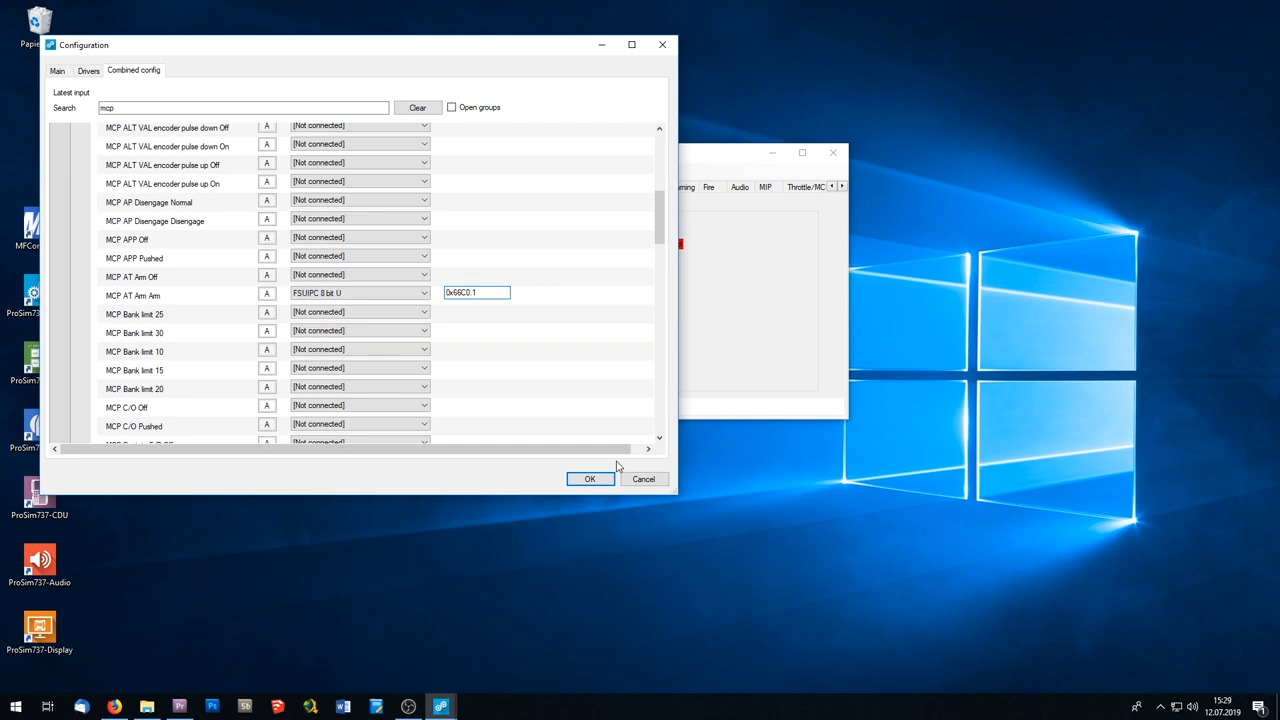 Papie
Configuration
Main
Drivers
Combined config
Latest input
Search
mcp
Clear
Open groups
MCP ALT VAL encoder pulse down Off
A
[Not connected]
MCP ALT VAL encoder pulse down On
A
[Not connected]
MCP ALT VAL encoder pulse up Off
A
[Not connected]
MCP ALT VAL encoder pulse up On
A
[Not connected]
MCP AP Disengage Normal
A
[Not connected]
MCP AP Disengage Disengage
A
[Not connected]
MCP APP Off
A
[Not connected]
MCP APP Pushed
A
[Not connected]
MCP AT Arm Off
A
[Not connected]
MCP AT Arm Arm
A
FSUIPC 8 bit U
0x66C0.1
MCP Bank limit 25
A
[Not connected]
MCP Bank limit 30
A
[Not connected]
MCP Bank limit 10
A
[Not connected]
MCP Bank limit 15
A
[Not connected]
MCP Bank limit 20
A
[Not connected]
MCP C/O Off
A
[Not connected]
MCP C/O Pushed
A
[Not connected]
[Not connected]
OK
Cancel
Fire
Audio
MIP
Throttle/MC
MFCon
ProSim73
ProSim73
ProSim73
ProSim737-CDU
ProSim737-Audio
ProSim737-Display
Pr
Ps
Sb
15:29
12.07.2019